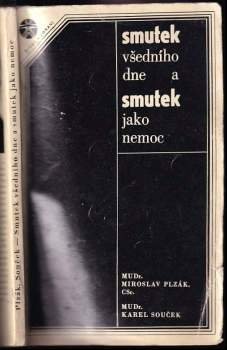 smutek
všedního
dne a
smutek
jako
nemoc
MUDr.
MIROSLAV PLZÁK,
CSc.
MUDr.
KAREL SOUČEK
Plzák, Souček — Smutek všedního dne a smutek jako nemoc